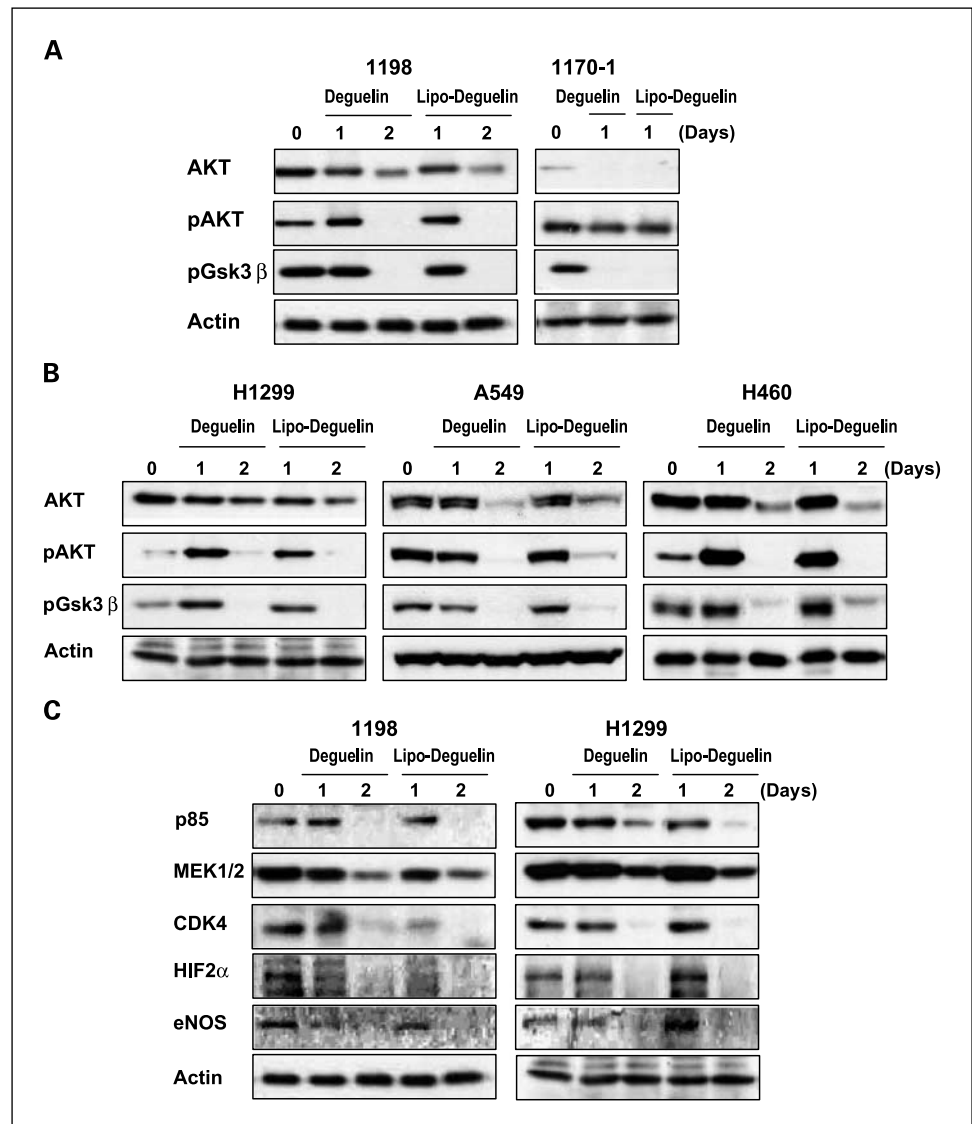 A
1198 1170-1
Deguelin Lipo-Deguelin Deguelin Lipo-Deguelin
0 1 2 1 2 0 1 1 (Days)
AKT
pAKT
pGsk3 β
Actin
B
H1299 A549 H460
Deguelin Lipo-Deguelin Deguelin Lipo-Deguelin Deguelin Lipo-Deguelin
0 1 2 1 2 0 1 2 1 2 0 1 2 1 2 (Days)
AKT
pAKT
pGsk3 β
Actin
C
1198 H1299
Deguelin Lipo-Deguelin Deguelin Lipo-Deguelin
0 1 2 1 2 0 1 2 1 2 (Days)
p85
MEK1/2
CDK4
HIF2α
eNOS
Actin